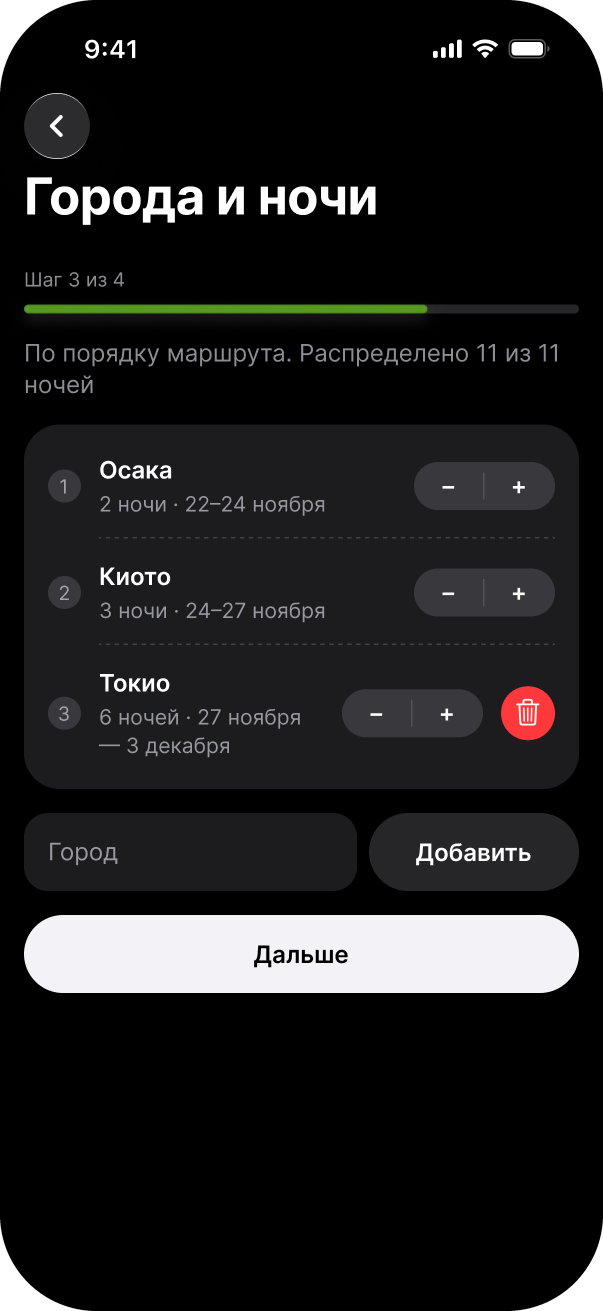 9:41
Города и ночи
Шаг 3 из 4
По порядку маршрута. Распределено 11 из 11
ночей
1
Осака
2 ночи · 22–24 ноября
– +
2
Киото
3 ночи · 24–27 ноября
– +
3
Токио
6 ночей · 27 ноября
— 3 декабря
– +
Город
Добавить
Дальше